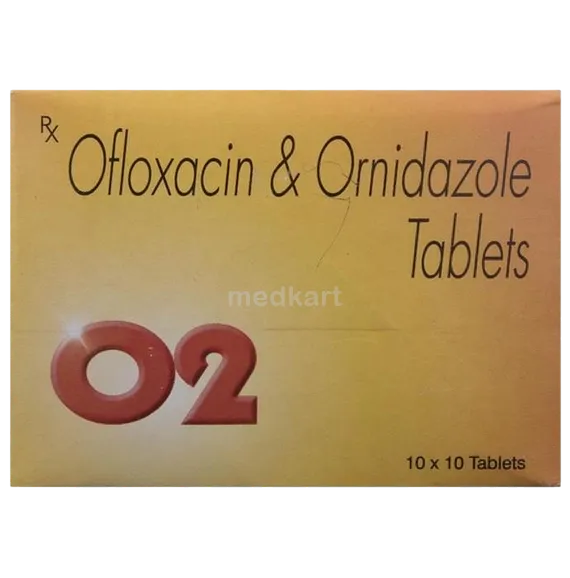 Rx Ofloxacin & Ornidazole
Tablets
medkart
O2
10 x 10 Tablets